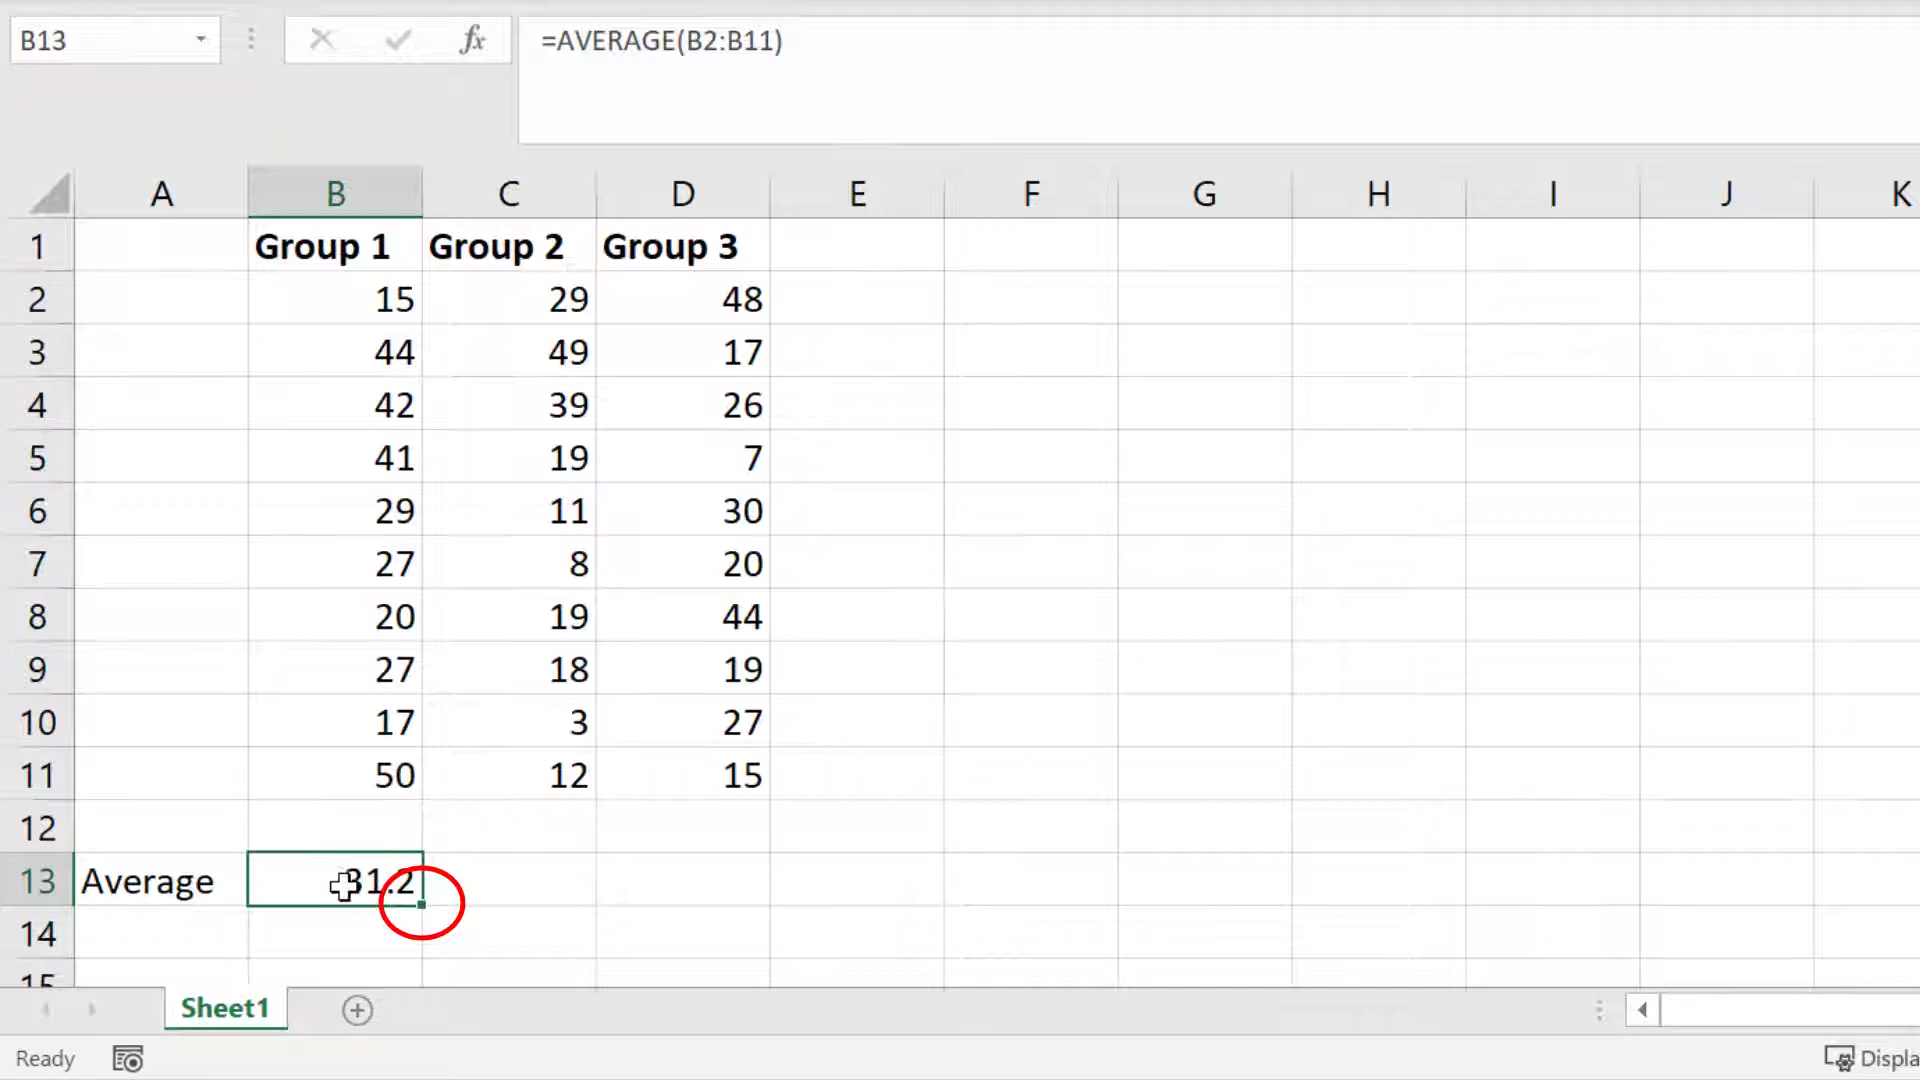 B13 fx =AVERAGE(B2:B11)
A B C D E F G H I J K
1 Group 1 Group 2 Group 3
2 15 29 48
3 44 49 17
4 42 39 26
5 41 19 7
6 29 11 30
7 27 8 20
8 20 19 44
9 27 18 19
10 17 3 27
11 50 12 15
12
13 Average 31.2
14
15
Sheet1
Ready Displa